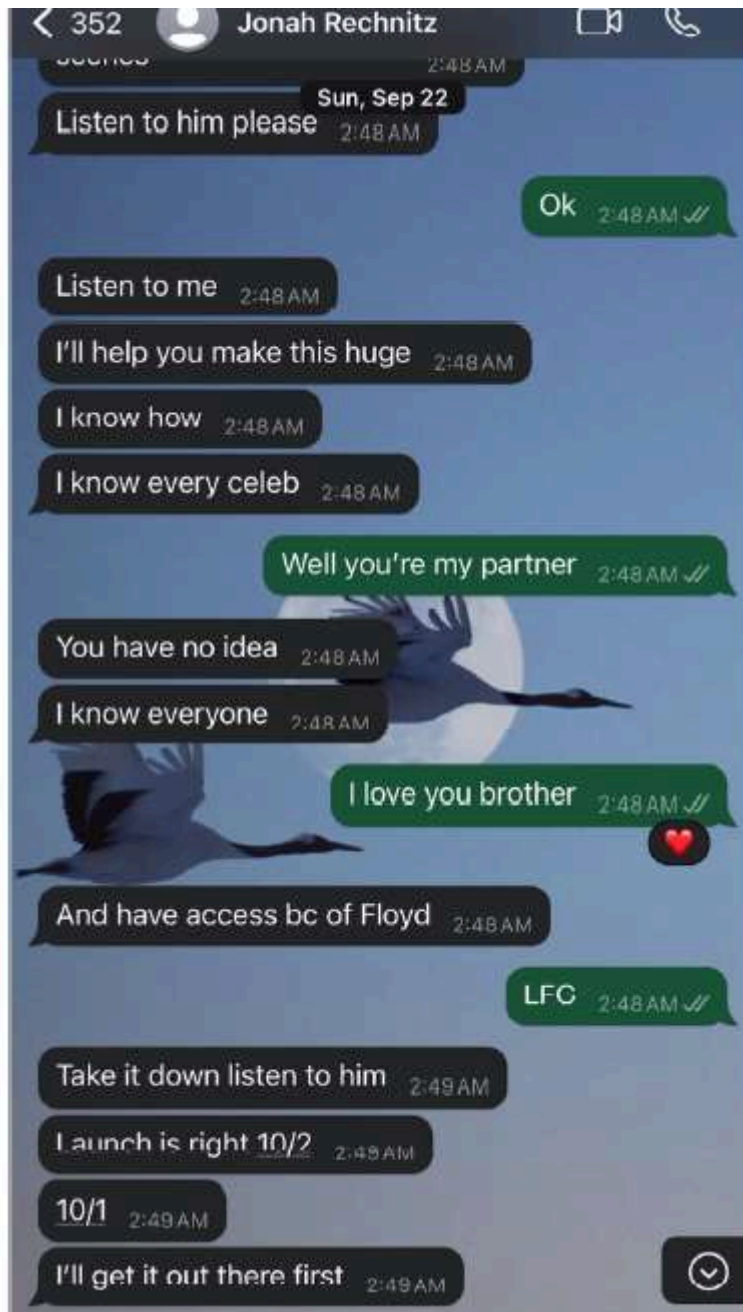 352
Jonah Rechnitz
2:48 AM
Sun, Sep 22
Listen to him please 2:48 AM
Ok 2:48 AM
Listen to me 2:48 AM
I'll help you make this huge 2:48 AM
I know how 2:48 AM
I know every celeb 2:48 AM
Well you're my partner 2:48 AM
You have no idea 2:48 AM
I know everyone 2:48 AM
I love you brother 2:48 AM
And have access bc of Floyd 2:48 AM
LFC 2:48 AM
Take it down listen to him 2:49 AM
Launch is right 10/2 2:49 AM
10/1 2:49 AM
I'll get it out there first 2:49 AM